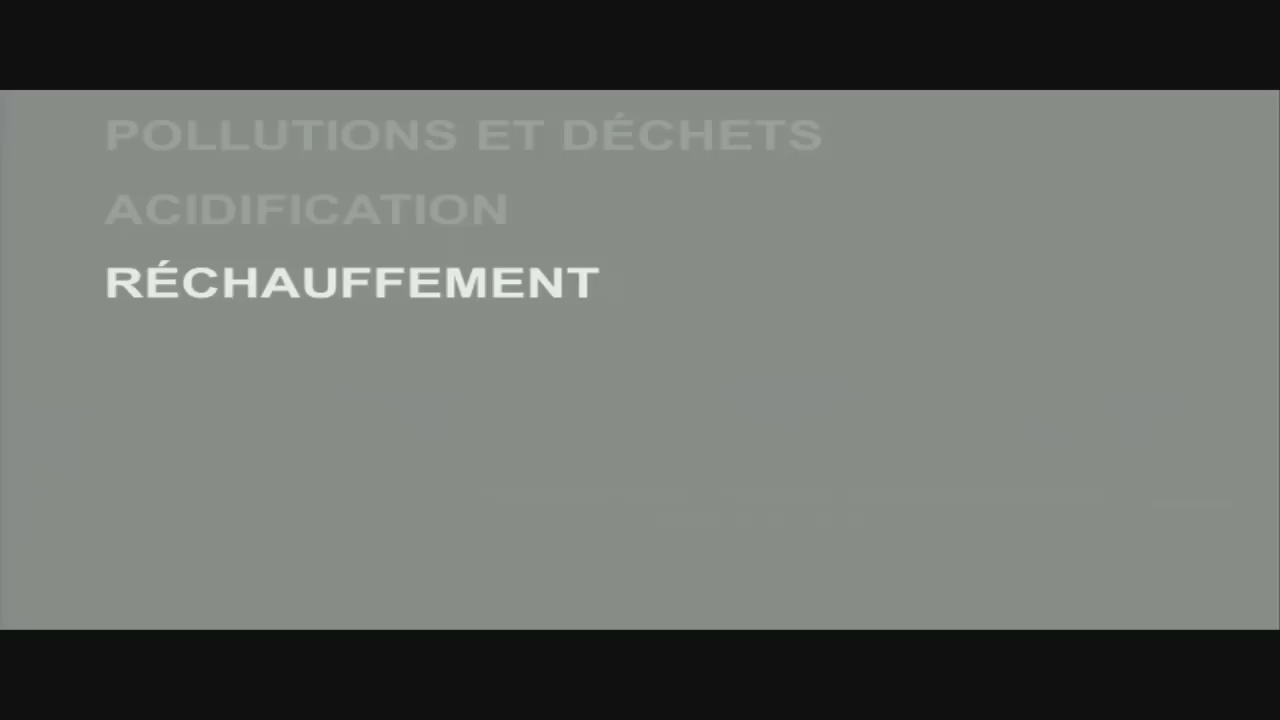 POLLUTIONS ET DÉCHETS
ACIDIFICATION
RÉCHAUFFEMENT